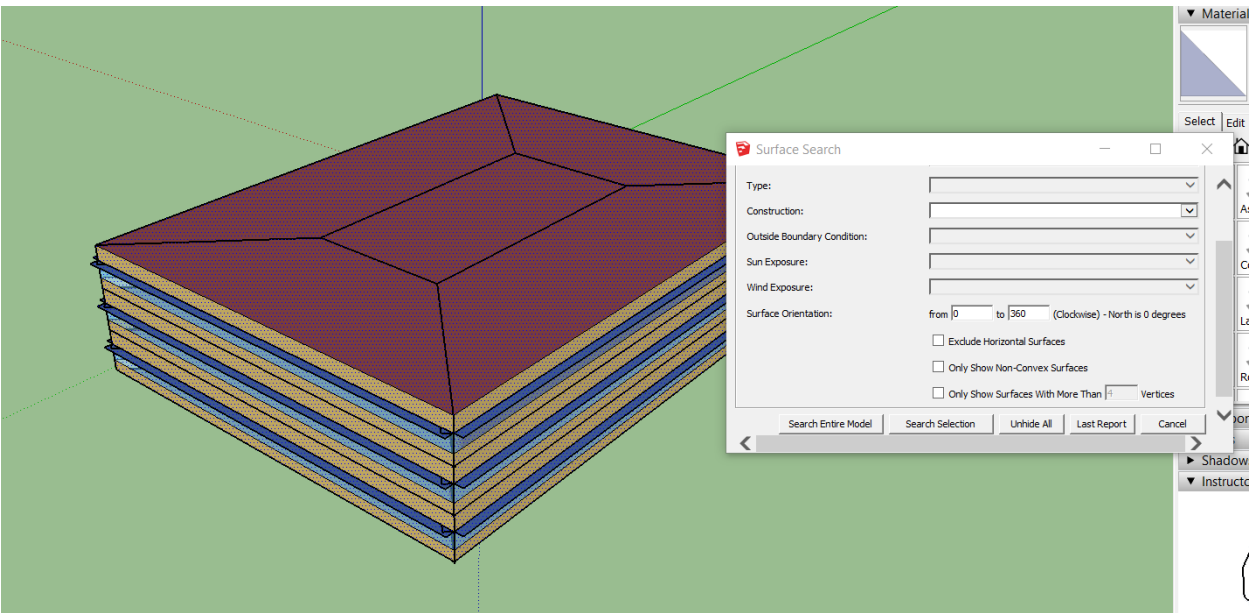 Material
Select Edit
Surface Search
Type:
Construction:
Outside Boundary Condition:
Sun Exposure:
Wind Exposure:
Surface Orientation: from 0 to 360 (Clockwise) - North is 0 degrees
Exclude Horizontal Surfaces
Only Show Non-Convex Surfaces
Only Show Surfaces With More Than 4 Vertices
Search Entire Model Search Selection Unhide All Last Report Cancel
Shadow
Instructo